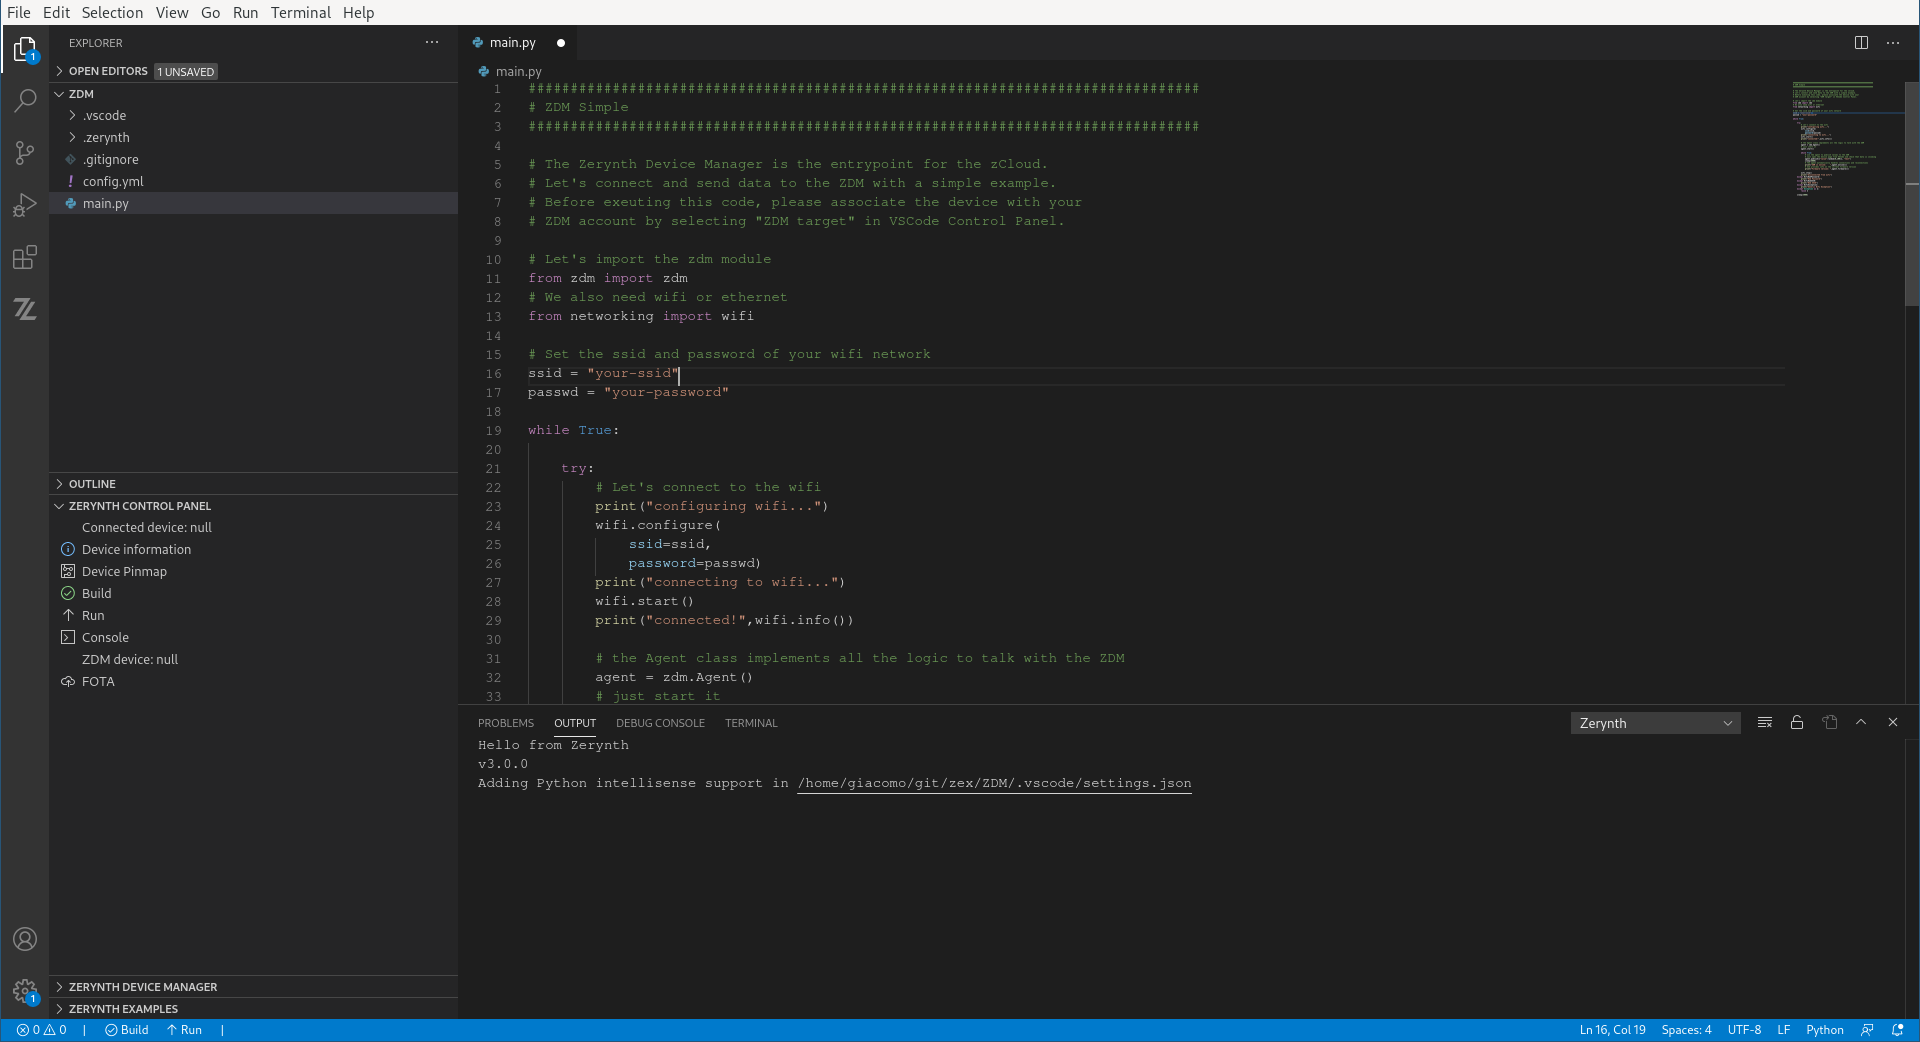 File Edit Selection View Go Run Terminal Help
EXPLORER
OPEN EDITORS 1 UNSAVED
ZDM
.vscode
.zerynth
.gitignore
config.yml
main.py
OUTLINE
ZERYNTH CONTROL PANEL
Connected device: null
Device information
Device Pinmap
Build
Run
Console
ZDM device: null
FOTA
ZERYNTH DEVICE MANAGER
ZERYNTH EXAMPLES
main.py
main.py
1 ################################################################################
2 # ZDM Simple
3 ################################################################################
4
5 # The Zerynth Device Manager is the entrypoint for the zCloud.
6 # Let's connect and send data to the ZDM with a simple example.
7 # Before exeuting this code, please associate the device with your
8 # ZDM account by selecting "ZDM target" in VSCode Control Panel.
9
10 # Let's import the zdm module
11 from zdm import zdm
12 # We also need wifi or ethernet
13 from networking import wifi
14
15 # Set the ssid and password of your wifi network
16 ssid = "your-ssid"
17 passwd = "your-password"
18
19 while True:
20
21 try:
22 # Let's connect to the wifi
23 print("configuring wifi...")
24 wifi.configure(
25 ssid=ssid,
26 password=passwd)
27 print("connecting to wifi...")
28 wifi.start()
29 print("connected!",wifi.info())
30
31 # the Agent class implements all the logic to talk with the ZDM
32 agent = zdm.Agent()
33 # just start it
PROBLEMS OUTPUT DEBUG CONSOLE TERMINAL Zerynth
Hello from Zerynth
v3.0.0
Adding Python intellisense support in /home/giacomo/git/zex/ZDM/.vscode/settings.json
1
1
0 0 | Build Run | Ln 16, Col 19 Spaces: 4 UTF-8 LF Python